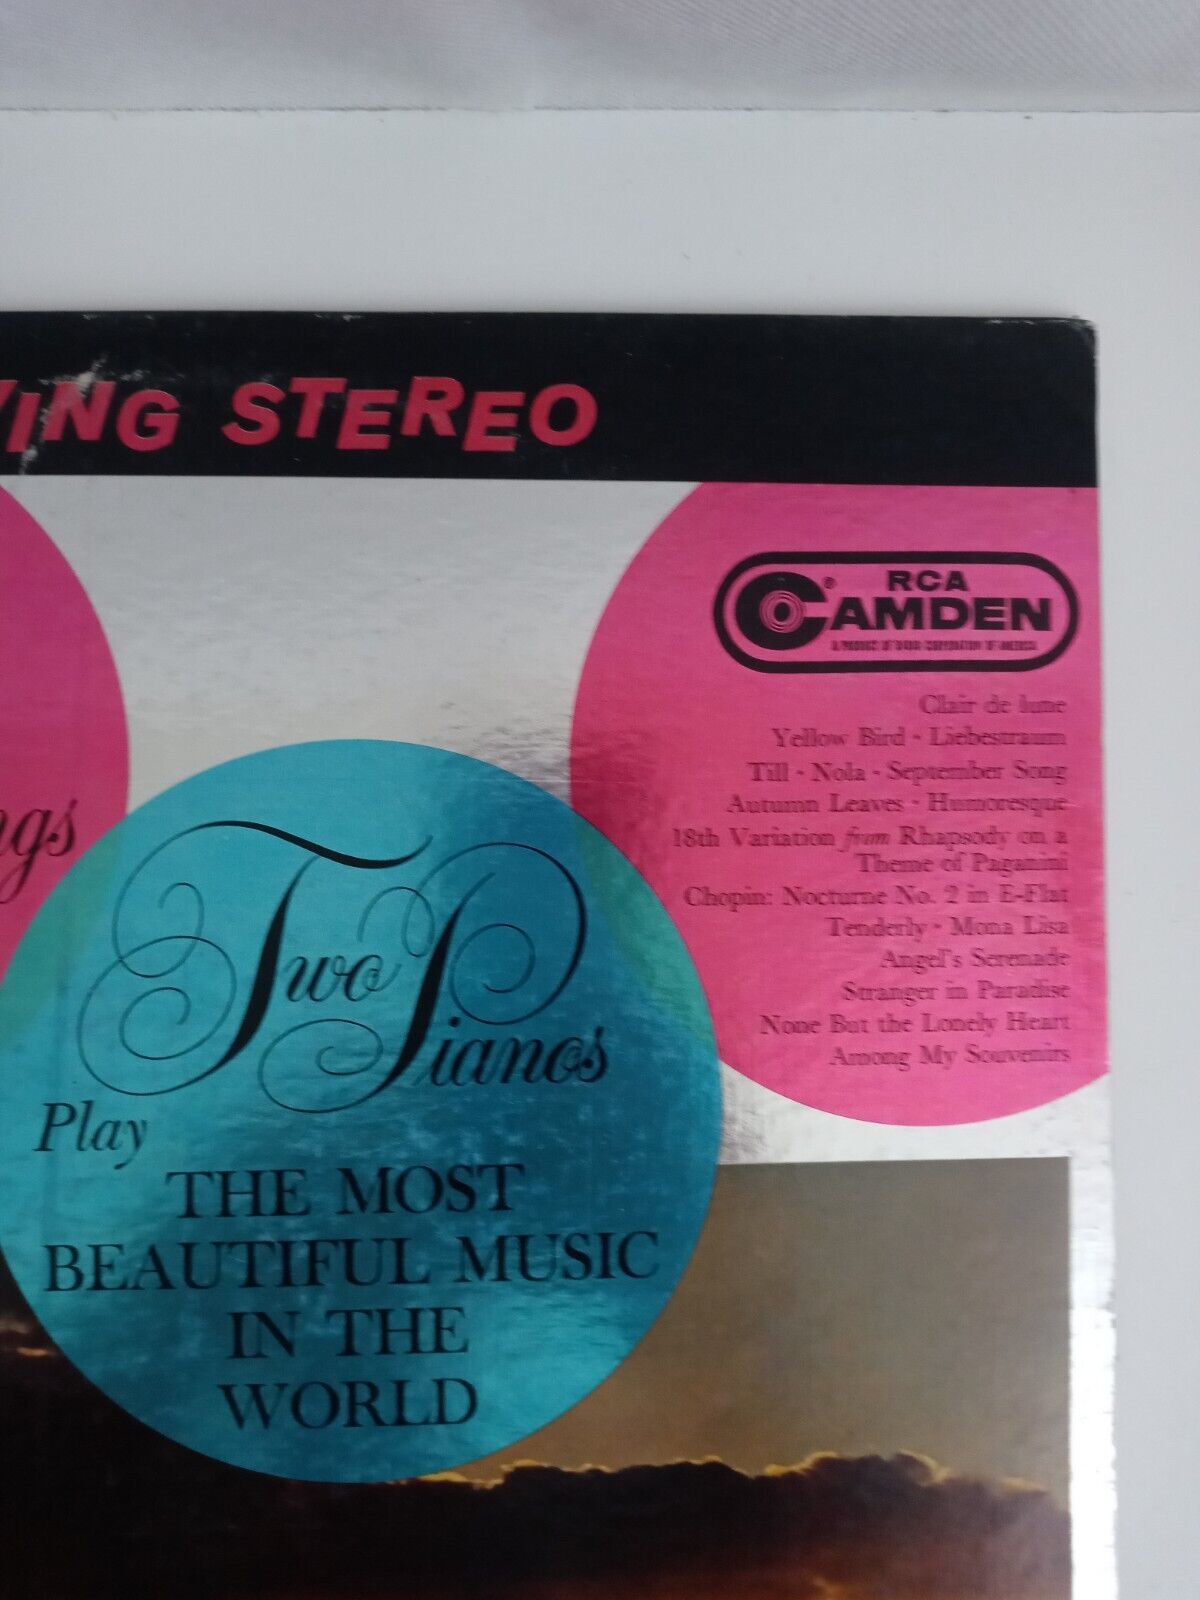 VING STEREO
RCA
CAMDEN
®
Clair de lune
Yellow Bird · Liebestraum
Till · Nola · September Song
Autumn Leaves · Humoresque
18th Variation from Rhapsody on a
Theme of Paganini
Chopin: Nocturne No. 2 in E-Flat
Tenderly · Mona Lisa
Angel's Serenade
Stranger in Paradise
None But the Lonely Heart
Among My Souvenirs
ngs
Two Pianos
Play
THE MOST
BEAUTIFUL MUSIC
IN THE
WORLD